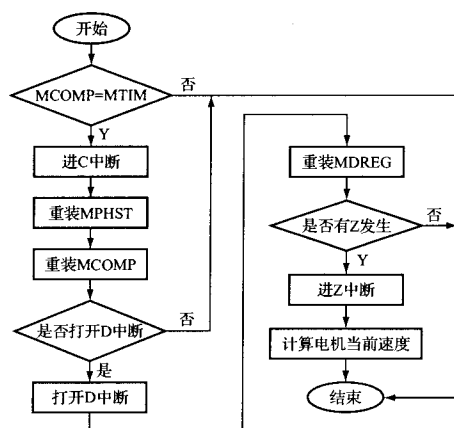 开始
MCOMP=MTIM
否
Y
进C中断
重装MPHST
重装MCOMP
是否打开D中断
否
是
打开D中断
重装MDREG
是否有Z发生
否
Y
进Z中断
计算电机当前速度
结束